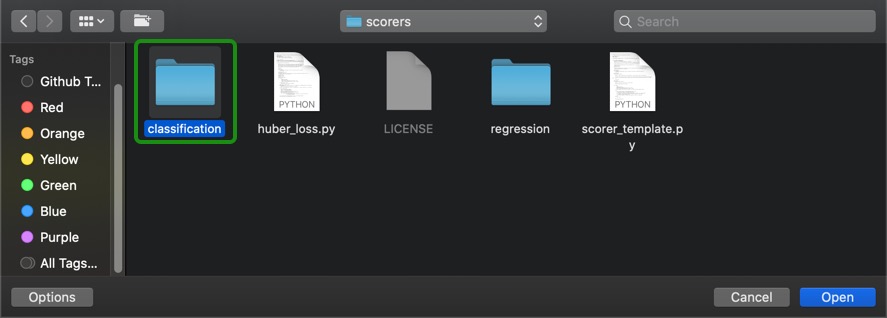 scorers
Search
Tags
Github T...
Red
Orange
Yellow
Green
Blue
Purple
All Tags...
classification
PYTHON
huber_loss.py
LICENSE
regression
PYTHON
scorer_template.p
y
Options
Cancel
Open